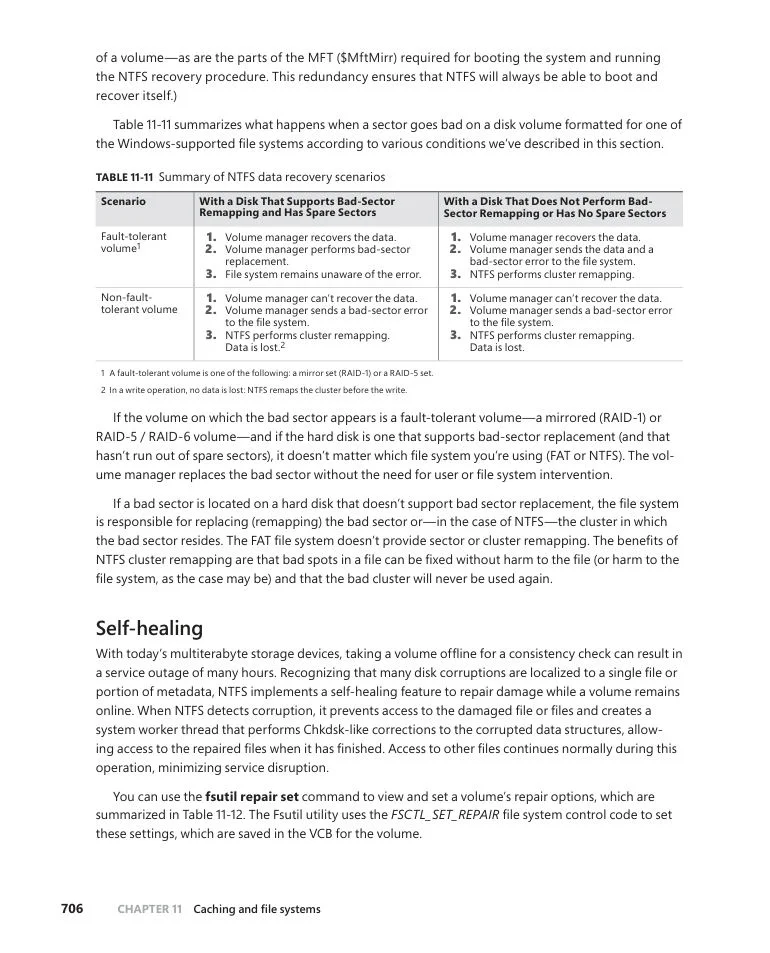 of a volume—as are the parts of the MFT ($MftMirr) required for booting the system and running
the NTFS recovery procedure. This redundancy ensures that NTFS will always be able to boot and
recover itself.)
Table 11-11 summarizes what happens when a sector goes bad on a disk volume formatted for one of
the Windows-supported file systems according to various conditions we’ve described in this section.
TABLE 11-11 Summary of NTFS data recovery scenarios
Scenario
With a Disk That Supports Bad-Sector
Remapping and Has Spare Sectors
With a Disk That Does Not Perform Bad-
Sector Remapping or Has No Spare Sectors
Fault-tolerant
volume1
1. Volume manager recovers the data.
2. Volume manager performs bad-sector
replacement.
3. File system remains unaware of the error.
1. Volume manager recovers the data.
2. Volume manager sends the data and a
bad-sector error to the file system.
3. NTFS performs cluster remapping.
Non-fault-
tolerant volume
1. Volume manager can’t recover the data.
2. Volume manager sends a bad-sector error
to the file system.
3. NTFS performs cluster remapping.
Data is lost.2
1. Volume manager can’t recover the data.
2. Volume manager sends a bad-sector error
to the file system.
3. NTFS performs cluster remapping.
Data is lost.
1 A fault-tolerant volume is one of the following: a mirror set (RAID-1) or a RAID-5 set.
2 In a write operation, no data is lost: NTFS remaps the cluster before the write.
If the volume on which the bad sector appears is a fault-tolerant volume—a mirrored (RAID-1) or
RAID-5 / RAID-6 volume—and if the hard disk is one that supports bad-sector replacement (and that
hasn’t run out of spare sectors), it doesn’t matter which file system you’re using (FAT or NTFS). The vol-
ume manager replaces the bad sector without the need for user or file system intervention.
If a bad sector is located on a hard disk that doesn’t support bad sector replacement, the file system
is responsible for replacing (remapping) the bad sector or—in the case of NTFS—the cluster in which
the bad sector resides. The FAT file system doesn’t provide sector or cluster remapping. The benefits of
NTFS cluster remapping are that bad spots in a file can be fixed without harm to the file (or harm to the
file system, as the case may be) and that the bad cluster will never be used again.
Self-healing
With today’s multiterabyte storage devices, taking a volume offline for a consistency check can result in
a service outage of many hours. Recognizing that many disk corruptions are localized to a single file or
portion of metadata, NTFS implements a self-healing feature to repair damage while a volume remains
online. When NTFS detects corruption, it prevents access to the damaged file or files and creates a
system worker thread that performs Chkdsk-like corrections to the corrupted data structures, allow-
ing access to the repaired files when it has finished. Access to other files continues normally during this
operation, minimizing service disruption.
You can use the fsutil repair set command to view and set a volume’s repair options, which are
summarized in Table 11-12. The Fsutil utility uses the FSCTL_SET_REPAIR file system control code to set
these settings, which are saved in the VCB for the volume.
706 CHAPTER 11 Caching and file systems